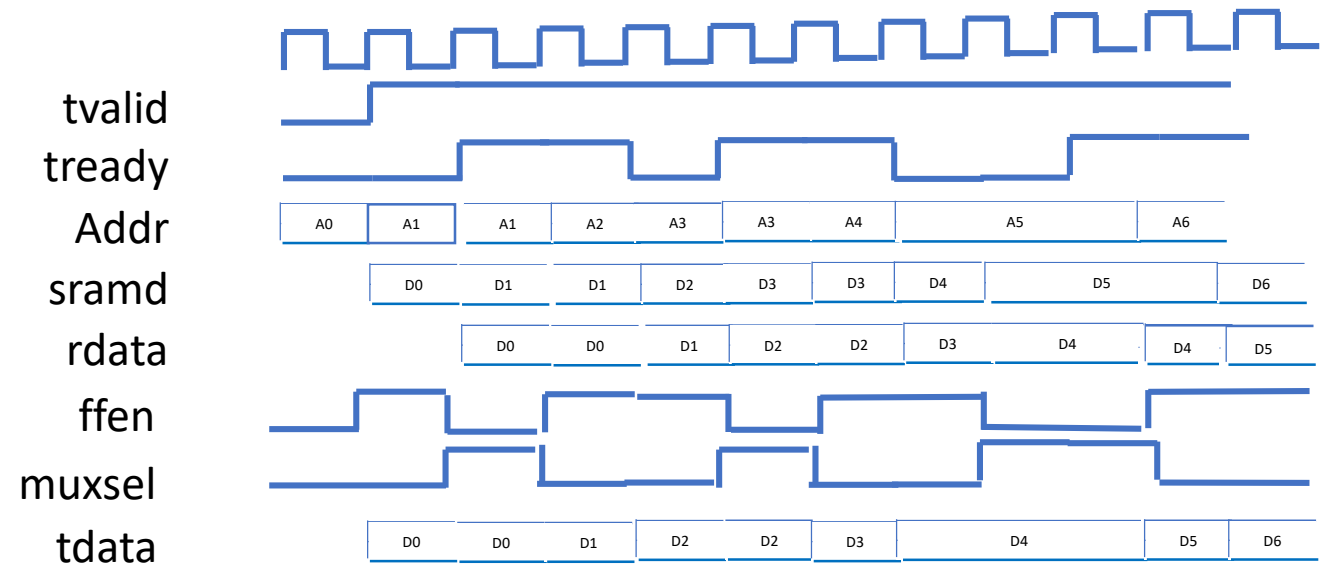 tvalid
tready
Addr A0 A1 A1 A2 A3 A3 A4 A5 A6
sramd D0 D1 D1 D2 D3 D3 D4 D5 D6
rdata D0 D0 D1 D2 D2 D3 D4 D4 D5
ffen
muxsel
tdata D0 D0 D1 D2 D2 D3 D4 D5 D6